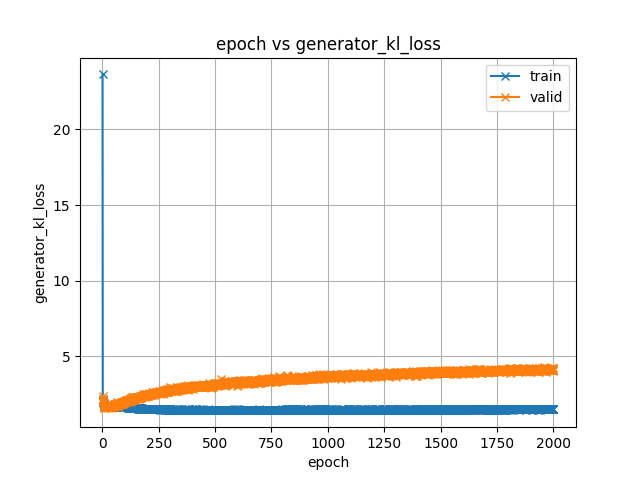 epoch vs generator_kl_loss
train
valid
generator_kl_loss
20
15
10
5
0 250 500 750 1000 1250 1500 1750 2000
epoch